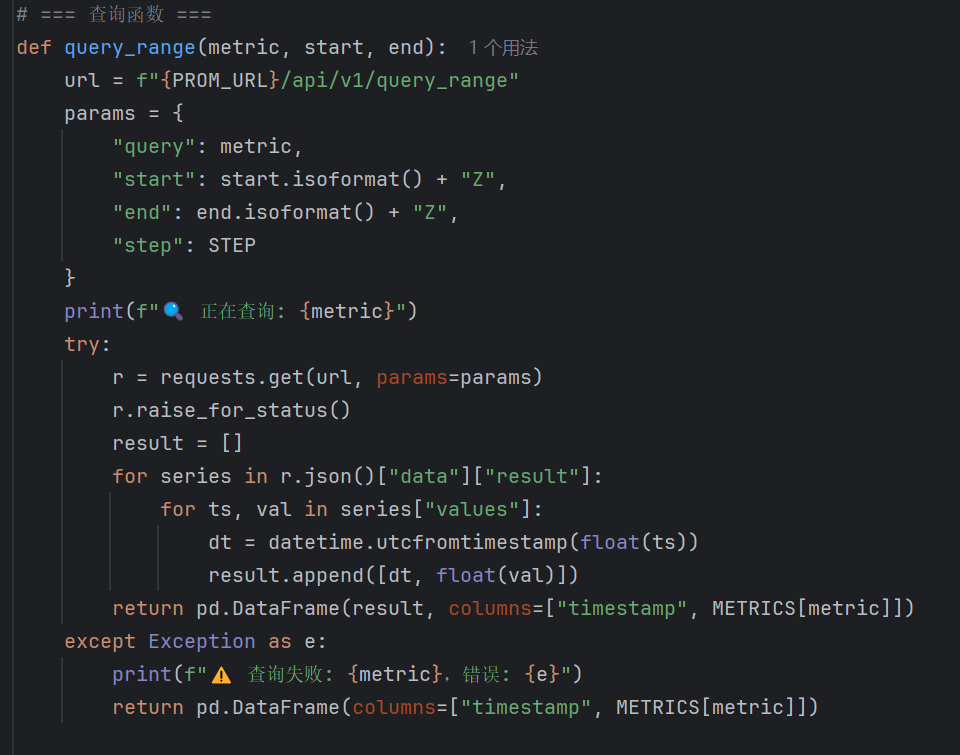 # === 查询函数 ===
def query_range(metric, start, end):  1 个用法
    url = f"{PROM_URL}/api/v1/query_range"
    params = {
        "query": metric,
        "start": start.isoformat() + "Z",
        "end": end.isoformat() + "Z",
        "step": STEP
    }
    print(f"🔍 正在查询: {metric}")
    try:
        r = requests.get(url, params=params)
        r.raise_for_status()
        result = []
        for series in r.json()["data"]["result"]:
            for ts, val in series["values"]:
                dt = datetime.utcfromtimestamp(float(ts))
                result.append([dt, float(val)])
        return pd.DataFrame(result, columns=["timestamp", METRICS[metric]])
    except Exception as e:
        print(f"⚠️ 查询失败: {metric}，错误: {e}")
        return pd.DataFrame(columns=["timestamp", METRICS[metric]])